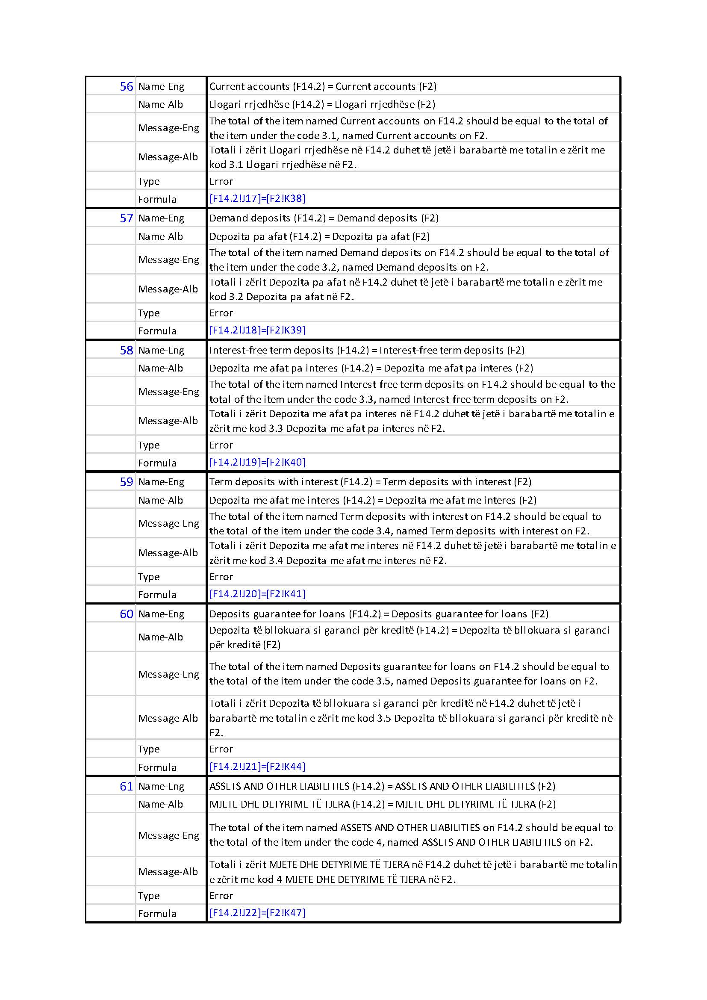 56 Name-Eng Current accounts (F14.2) = Current accounts (F2)
Name-Alb Llogari rrjedhëse (F14.2) = Llogari rrjedhëse (F2)
Message-Eng The total of the item named Current accounts on F14.2 should be equal to the total of
the item under the code 3.1, named Current accounts on F2.
Message-Alb Totali i zërit Llogari rrjedhëse në F14.2 duhet të jetë i barabartë me totalin e zërit me
kod 3.1 Llogari rrjedhëse në F2.
Type Error
Formula [F14.2!J17]=[F2!K38]
57 Name-Eng Demand deposits (F14.2) = Demand deposits (F2)
Name-Alb Depozita pa afat (F14.2) = Depozita pa afat (F2)
Message-Eng The total of the item named Demand deposits on F14.2 should be equal to the total of
the item under the code 3.2, named Demand deposits on F2.
Message-Alb Totali i zërit Depozita pa afat në F14.2 duhet të jetë i barabartë me totalin e zërit me
kod 3.2 Depozita pa afat në F2.
Type Error
Formula [F14.2!J18]=[F2!K39]
58 Name-Eng Interest-free term deposits (F14.2) = Interest-free term deposits (F2)
Name-Alb Depozita me afat pa interes (F14.2) = Depozita me afat pa interes (F2)
Message-Eng The total of the item named Interest-free term deposits on F14.2 should be equal to the
total of the item under the code 3.3, named Interest-free term deposits on F2.
Message-Alb Totali i zërit Depozita me afat pa interes në F14.2 duhet të jetë i barabartë me totalin e
zërit me kod 3.3 Depozita me afat pa interes në F2.
Type Error
Formula [F14.2!J19]=[F2!K40]
59 Name-Eng Term deposits with interest (F14.2) = Term deposits with interest (F2)
Name-Alb Depozita me afat me interes (F14.2) = Depozita me afat me interes (F2)
Message-Eng The total of the item named Term deposits with interest on F14.2 should be equal to
the total of the item under the code 3.4, named Term deposits with interest on F2.
Message-Alb Totali i zërit Depozita me afat me interes në F14.2 duhet të jetë i barabartë me totalin e
zërit me kod 3.4 Depozita me afat me interes në F2.
Type Error
Formula [F14.2!J20]=[F2!K41]
60 Name-Eng Deposits guarantee for loans (F14.2) = Deposits guarantee for loans (F2)
Name-Alb Depozita të bllokuara si garanci për kreditë (F14.2) = Depozita të bllokuara si garanci
për kreditë (F2)
Message-Eng The total of the item named Deposits guarantee for loans on F14.2 should be equal to
the total of the item under the code 3.5, named Deposits guarantee for loans on F2.
Message-Alb Totali i zërit Depozita të bllokuara si garanci për kreditë në F14.2 duhet të jetë i
barabartë me totalin e zërit me kod 3.5 Depozita të bllokuara si garanci për kreditë në
F2.
Type Error
Formula [F14.2!J21]=[F2!K44]
61 Name-Eng ASSETS AND OTHER LIABILITIES (F14.2) = ASSETS AND OTHER LIABILITIES (F2)
Name-Alb MJETE DHE DETYRIME TË TJERA (F14.2) = MJETE DHE DETYRIME TË TJERA (F2)
Message-Eng The total of the item named ASSETS AND OTHER LIABILITIES on F14.2 should be equal to
the total of the item under the code 4, named ASSETS AND OTHER LIABILITIES on F2.
Message-Alb Totali i zërit MJETE DHE DETYRIME TË TJERA në F14.2 duhet të jetë i barabartë me totalin
e zërit me kod 4 MJETE DHE DETYRIME TË TJERA në F2.
Type Error
Formula [F14.2!J22]=[F2!K47]